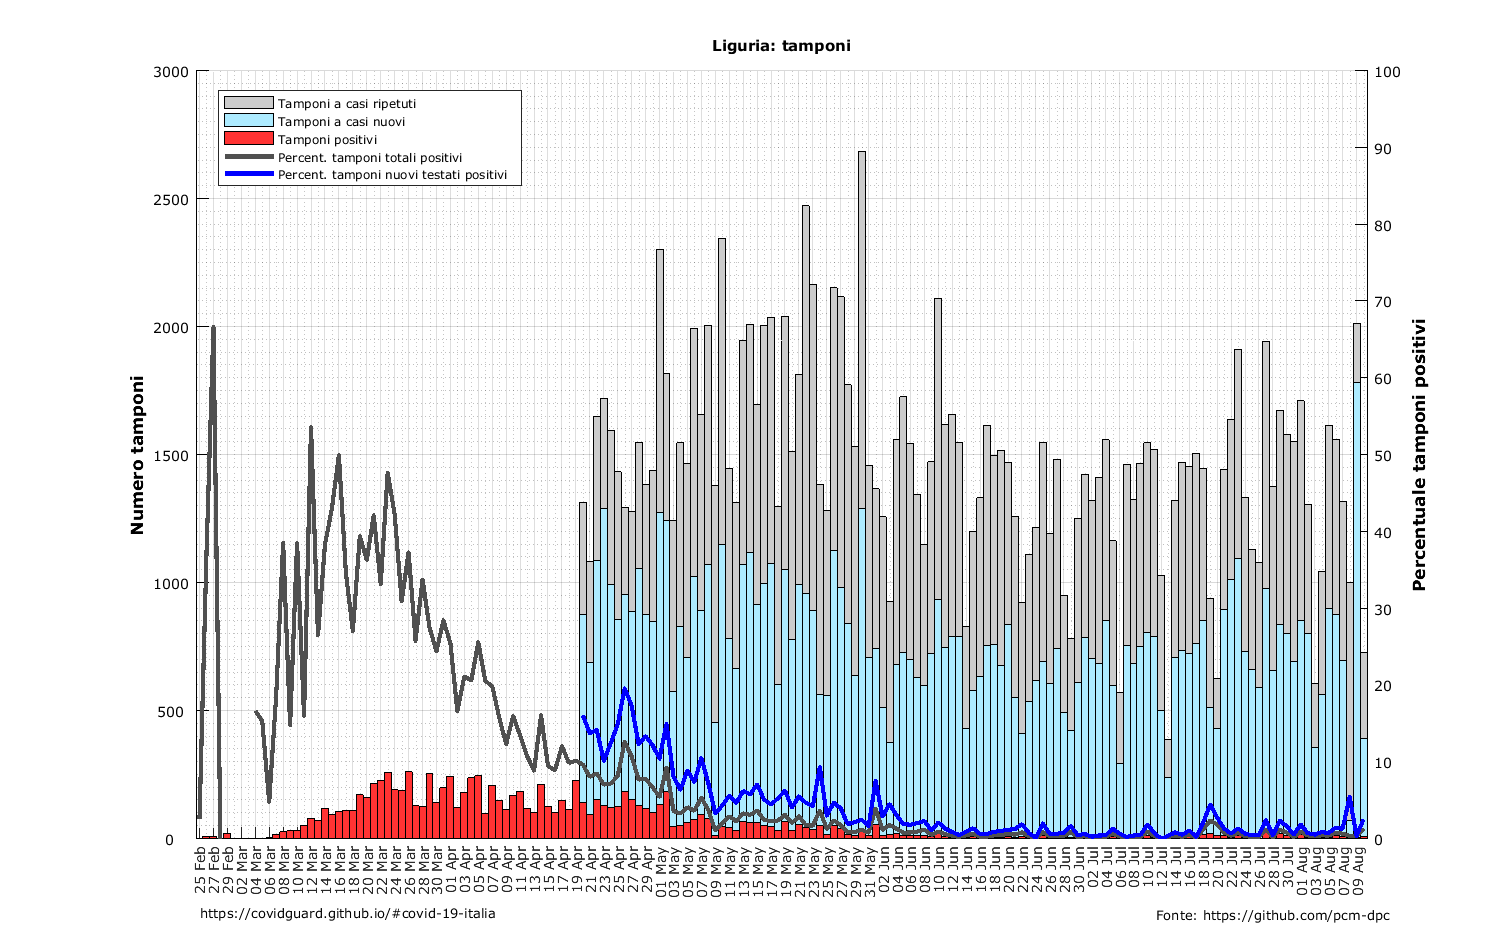 Liguria: tamponi
3000
2500
2000
1500
1000
500
0
Numero tamponi
Tamponi a casi ripetuti
Tamponi a casi nuovi
Tamponi positivi
Percent. tamponi totali positivi
Percent. tamponi nuovi testati positivi
100
90
80
70
60
50
40
30
20
10
0
Percentuale tamponi positivi
25 Feb
27 Feb
29 Feb
02 Mar
04 Mar
06 Mar
08 Mar
10 Mar
12 Mar
14 Mar
16 Mar
18 Mar
20 Mar
22 Mar
24 Mar
26 Mar
28 Mar
30 Mar
01 Apr
03 Apr
05 Apr
07 Apr
09 Apr
11 Apr
13 Apr
15 Apr
17 Apr
19 Apr
21 Apr
23 Apr
25 Apr
27 Apr
29 Apr
01 May
03 May
05 May
07 May
09 May
11 May
13 May
15 May
17 May
19 May
21 May
23 May
25 May
27 May
29 May
31 May
02 Jun
04 Jun
06 Jun
08 Jun
10 Jun
12 Jun
14 Jun
16 Jun
18 Jun
20 Jun
22 Jun
24 Jun
26 Jun
28 Jun
30 Jun
02 Jul
04 Jul
06 Jul
08 Jul
10 Jul
12 Jul
14 Jul
16 Jul
18 Jul
20 Jul
22 Jul
24 Jul
26 Jul
28 Jul
30 Jul
01 Aug
03 Aug
05 Aug
07 Aug
09 Aug
https://covidguard.github.io/#covid-19-italia
Fonte: https://github.com/pcm-dpc